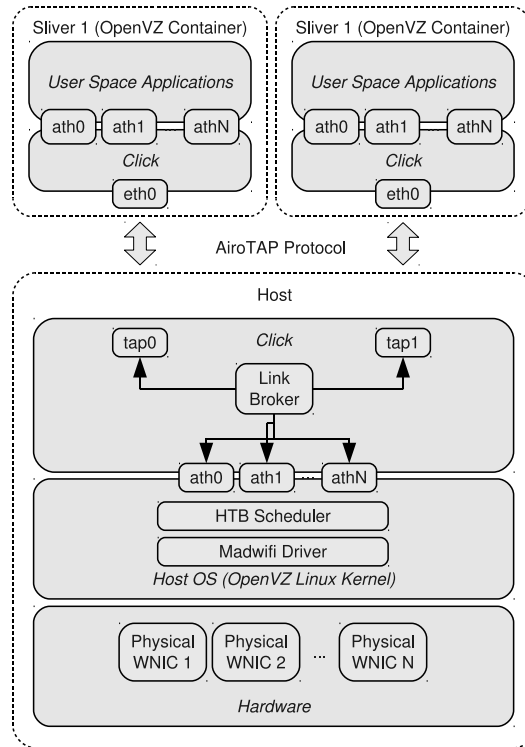 Sliver 1 (OpenVZ Container) Sliver 1 (OpenVZ Container)
User Space Applications User Space Applications
ath0 ath1 ... athN ath0 ath1 ... athN
Click Click
eth0 eth0
AiroTAP Protocol
Host
tap0 Click tap1
Link
Broker
ath0 ath1 ... athN
HTB Scheduler
Madwifi Driver
Host OS (OpenVZ Linux Kernel)
Physical Physical Physical
WNIC 1 WNIC 2 ... WNIC N
Hardware